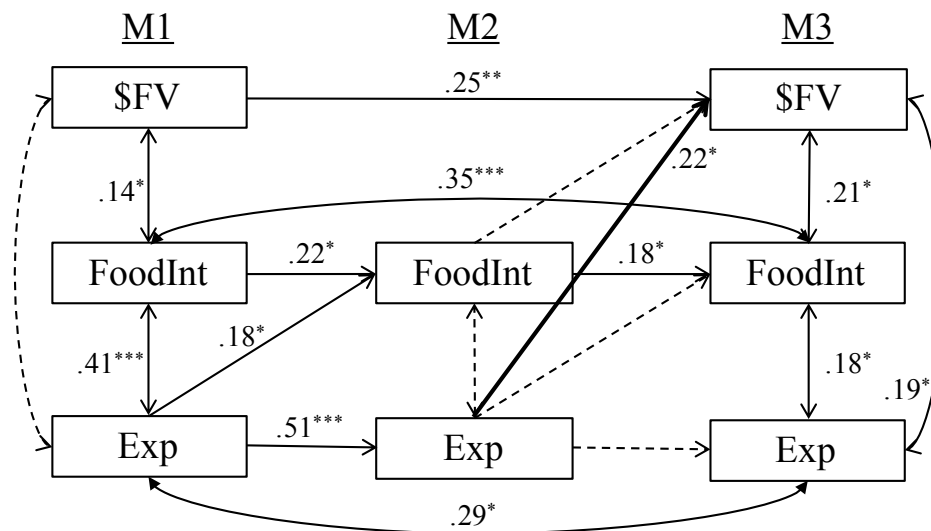 M1 M2 M3
$FV .25** $FV
.14* .35*** .22* .21*
FoodInt .22* FoodInt .18* FoodInt
.41*** .18* .18* .19*
Exp .51*** Exp Exp
.29*